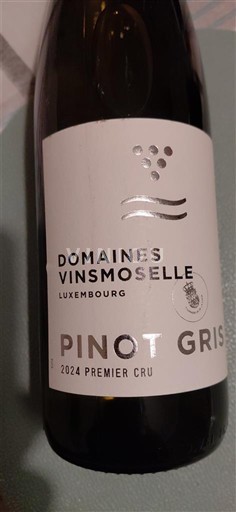 DOMAINES
VINSMOSELLE
LUXEMBOURG
PINOT GRIS
2024 PREMIER CRU